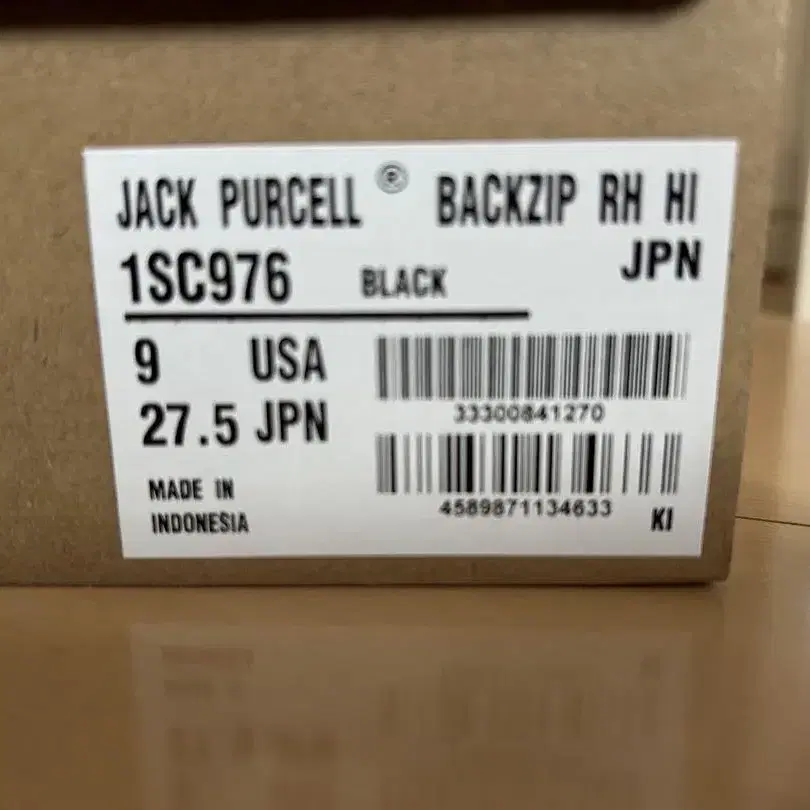 JACK PURCELL ® BACKZIP RH HI
1SC976 BLACK JPN
9 USA
27.5 JPN
33300841270
4589871134633
MADE IN
INDONESIA
KI